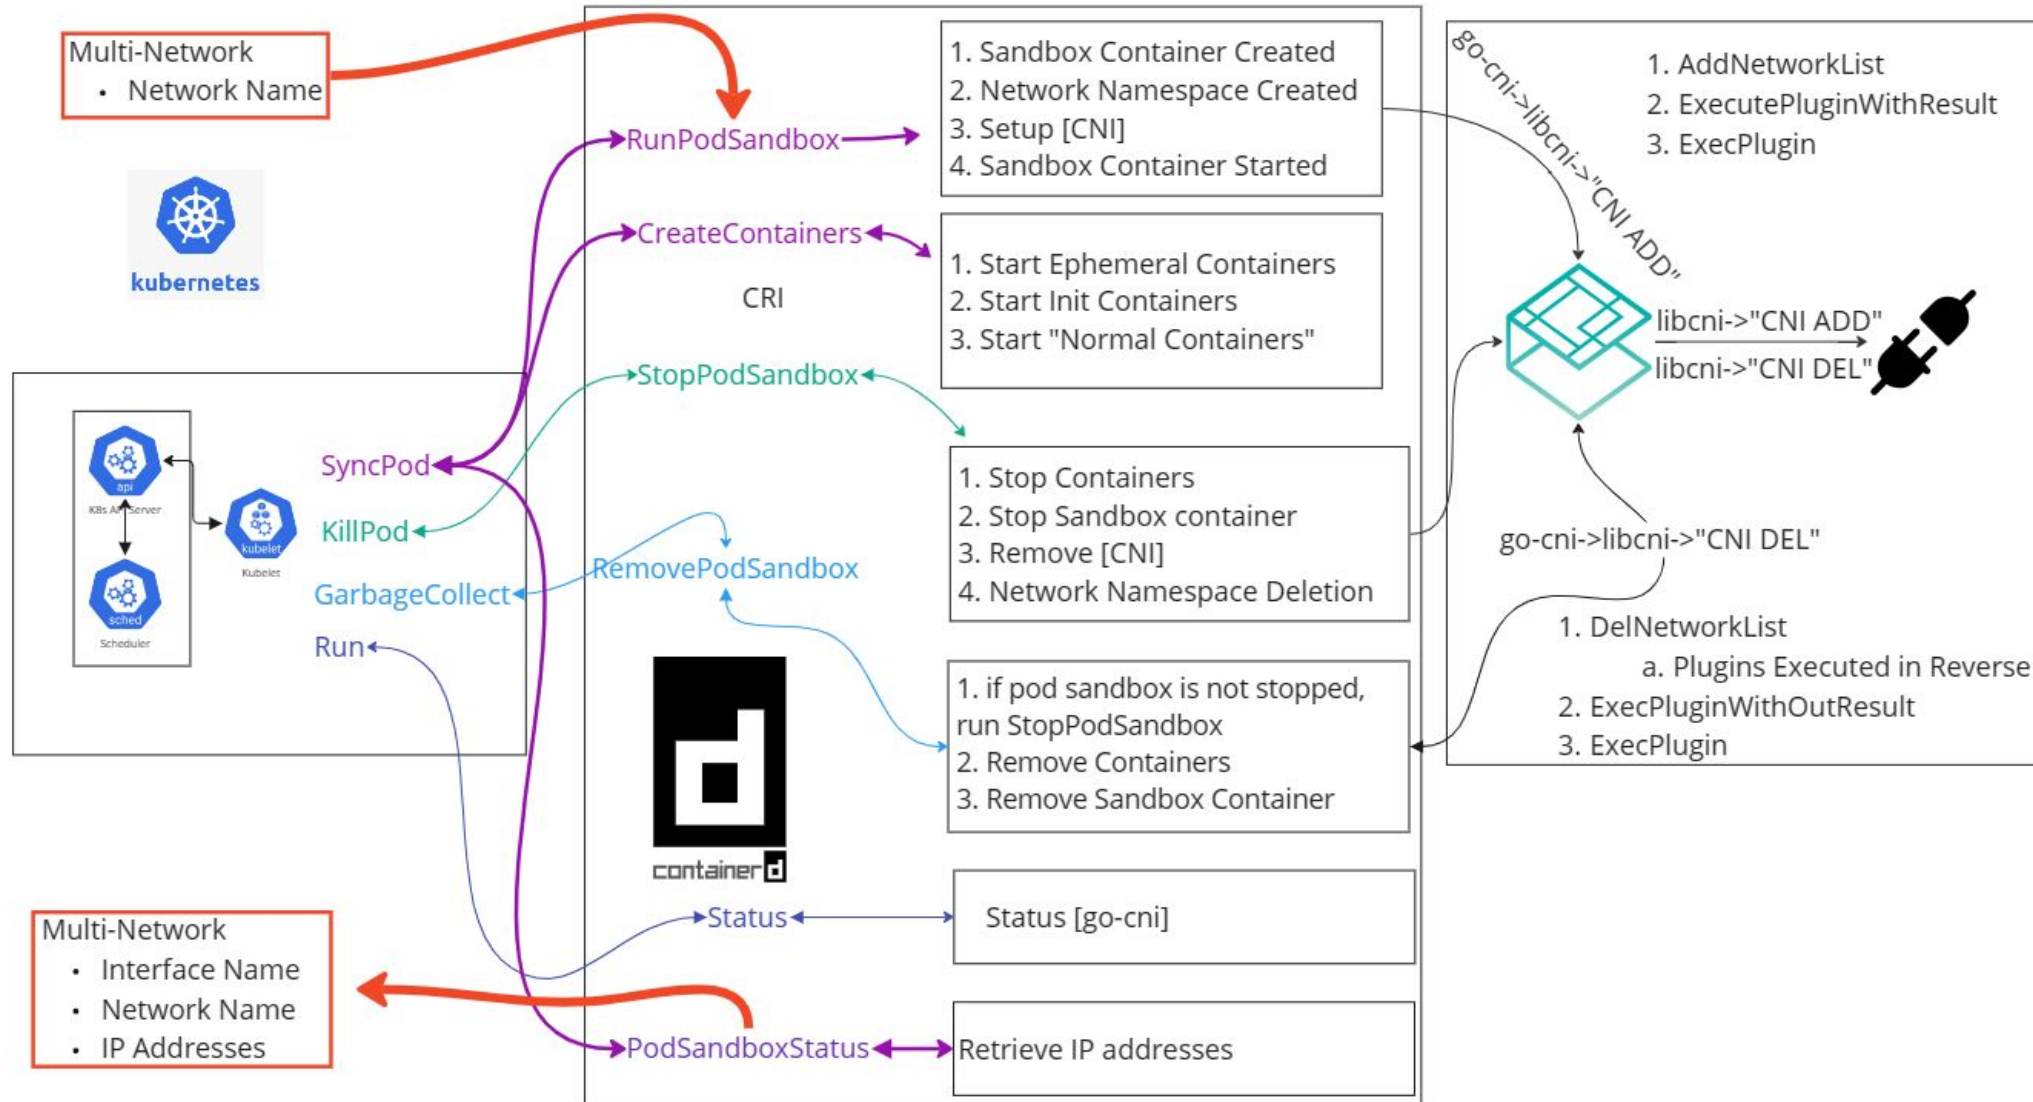 Multi-Network
• Network Name
kubernetes
api
K8s API Server
sched
Scheduler
kubelet
Kubelet
SyncPod
KillPod
GarbageCollect
Run
Multi-Network
• Interface Name
• Network Name
• IP Addresses
RunPodSandbox
CreateContainers
CRI
StopPodSandbox
RemovePodSandbox
containerd
Status
PodSandboxStatus
1. Sandbox Container Created
2. Network Namespace Created
3. Setup [CNI]
4. Sandbox Container Started
1. Start Ephemeral Containers
2. Start Init Containers
3. Start "Normal Containers"
1. Stop Containers
2. Stop Sandbox container
3. Remove [CNI]
4. Network Namespace Deletion
1. if pod sandbox is not stopped,
run StopPodSandbox
2. Remove Containers
3. Remove Sandbox Container
Status [go-cni]
Retrieve IP addresses
go-cni->libcni->"CNI ADD"
1. AddNetworkList
2. ExecutePluginWithResult
3. ExecPlugin
libcni->"CNI ADD"
libcni->"CNI DEL"
go-cni->libcni->"CNI DEL"
1. DelNetworkList
a. Plugins Executed in Reverse
2. ExecPluginWithOutResult
3. ExecPlugin